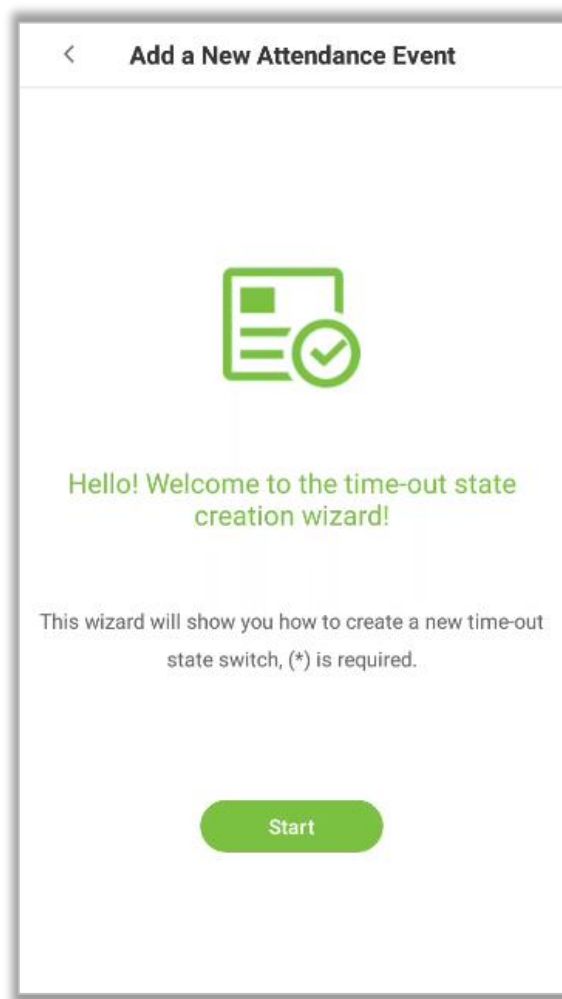 Add a New Attendance Event
Hello! Welcome to the time-out state
creation wizard!
This wizard will show you how to create a new time-out
state switch, (*) is required.
Start